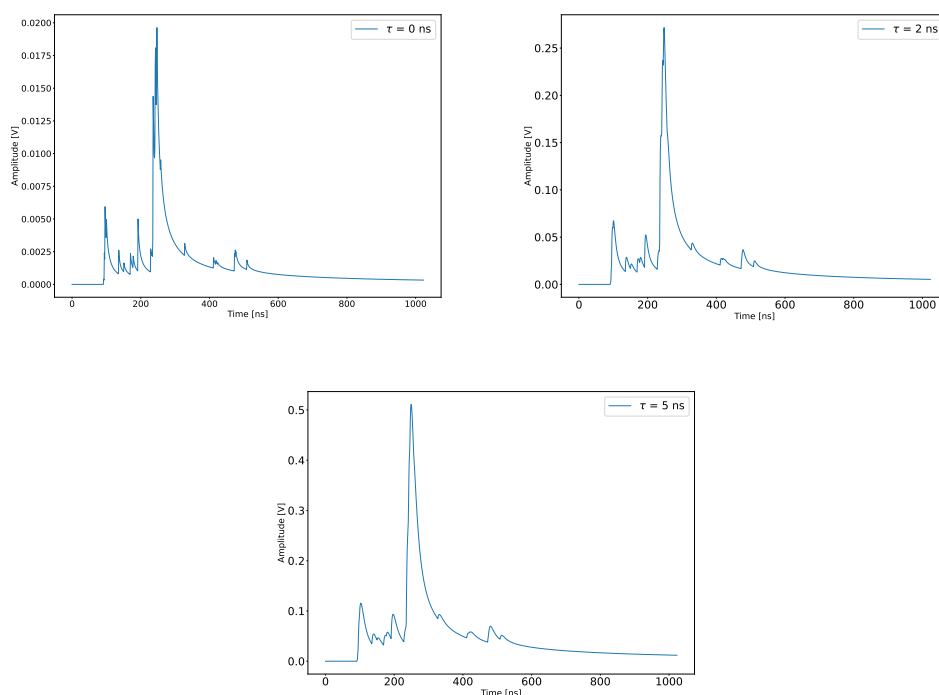 τ = 0 ns
Amplitude [V]
0.0200
0.0175
0.0150
0.0125
0.0100
0.0075
0.0050
0.0025
0.0000
0 200 400 600 800 1000
Time [ns]
τ = 2 ns
Amplitude [V]
0.25
0.20
0.15
0.10
0.05
0.00
0 200 400 600 800 1000
Time [ns]
τ = 5 ns
Amplitude [V]
0.5
0.4
0.3
0.2
0.1
0.0
0 200 400 600 800 1000
Time [ns]